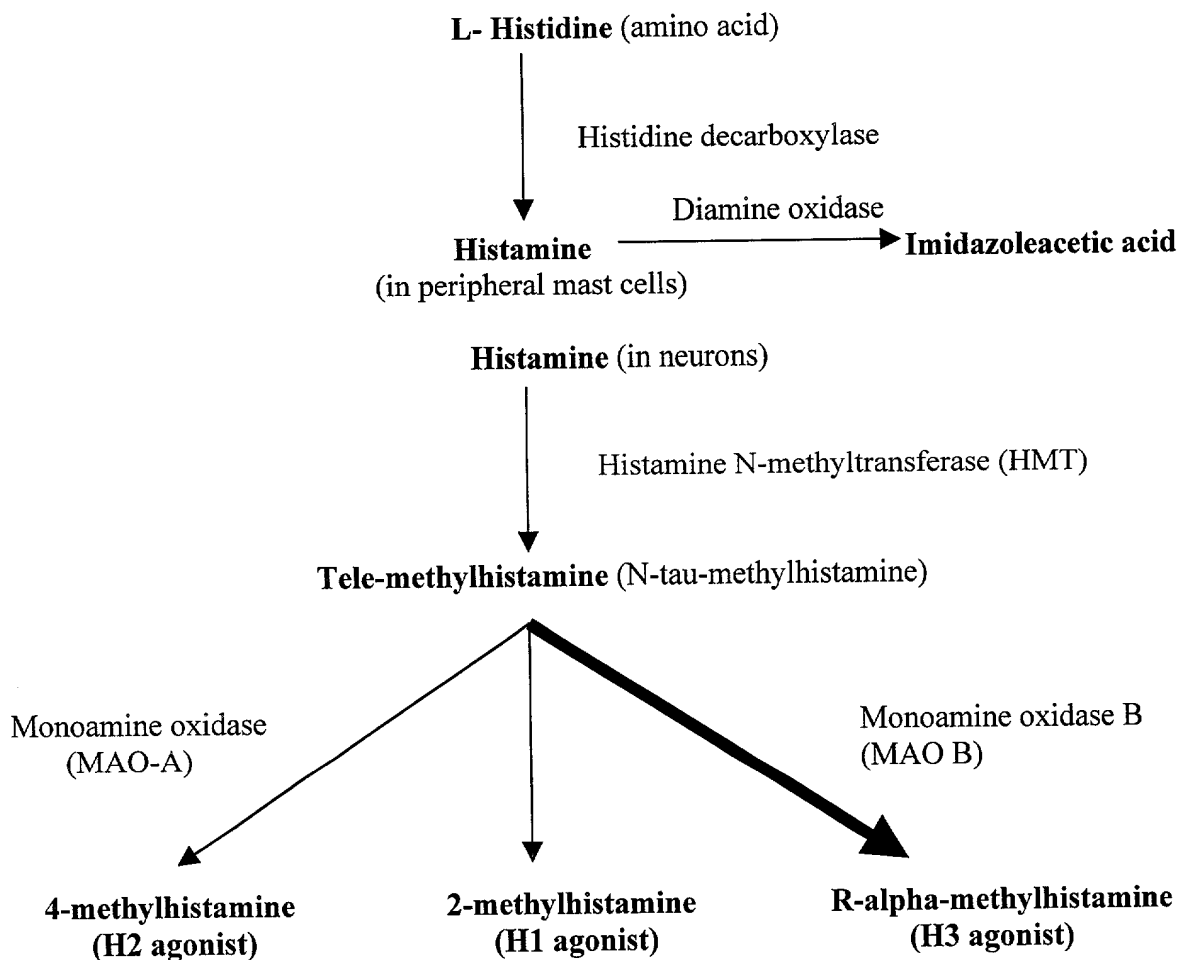 L- Histidine (amino acid)
Histidine decarboxylase
Diamine oxidase
Histamine
(in peripheral mast cells)
Imidazoleacetic acid
Histamine (in neurons)
Histamine N-methyltransferase (HMT)
Tele-methylhistamine (N-tau-methylhistamine)
Monoamine oxidase
(MAO-A)
Monoamine oxidase B
(MAO B)
4-methylhistamine
(H2 agonist)
2-methylhistamine
(H1 agonist)
R-alpha-methylhistamine
(H3 agonist)